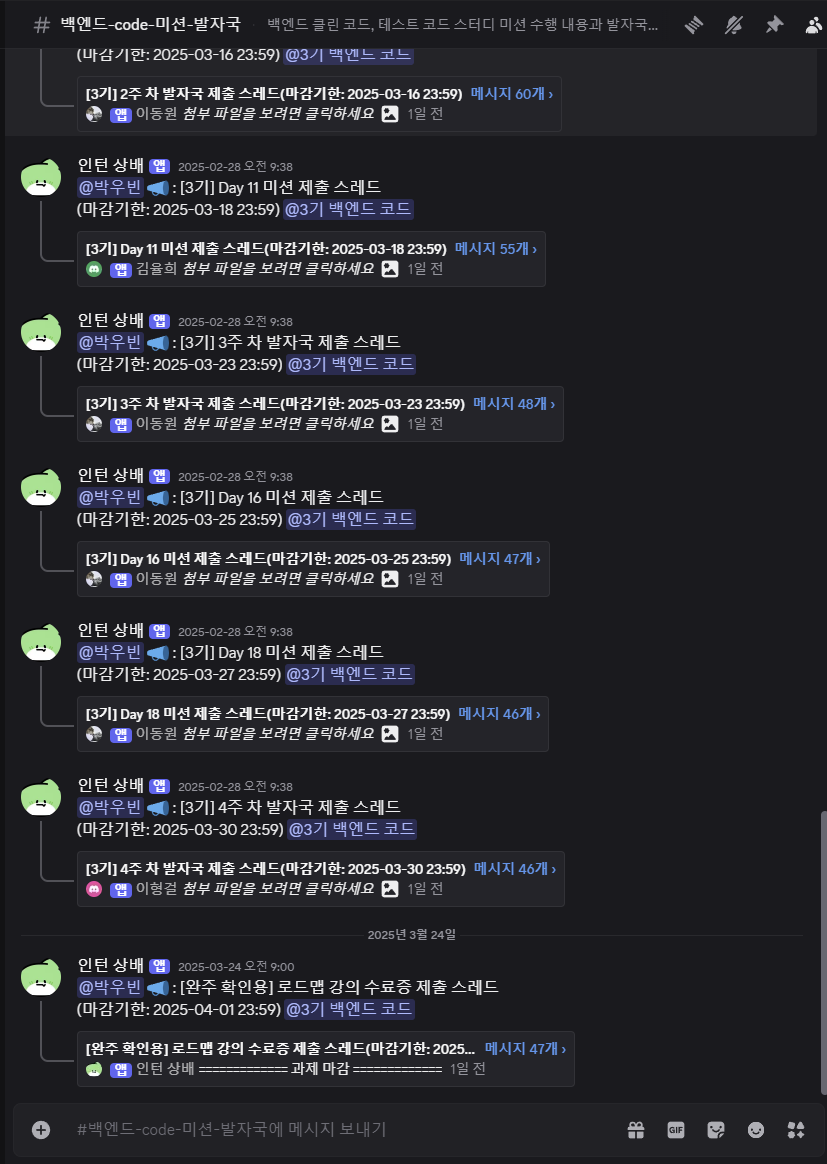 # 백엔드-code-미션-발자국 백엔드 클린 코드, 테스트 코드 스터디 미션 수행 내용과 발자국...
(마감기한: 2025-03-16 23:59) @3기 백엔드 코드
[3기] 2주 차 발자국 제출 스레드(마감기한: 2025-03-16 23:59) 메시지 60개 ›
앱 이동원 첨부 파일을 보려면 클릭하세요 1일 전
인턴 상배 앱 2025-02-28 오전 9:38
@박우빈 : [3기] Day 11 미션 제출 스레드
(마감기한: 2025-03-18 23:59) @3기 백엔드 코드
[3기] Day 11 미션 제출 스레드(마감기한: 2025-03-18 23:59) 메시지 55개 ›
앱 김율희 첨부 파일을 보려면 클릭하세요 1일 전
인턴 상배 앱 2025-02-28 오전 9:38
@박우빈 : [3기] 3주 차 발자국 제출 스레드
(마감기한: 2025-03-23 23:59) @3기 백엔드 코드
[3기] 3주 차 발자국 제출 스레드(마감기한: 2025-03-23 23:59) 메시지 48개 ›
앱 이동원 첨부 파일을 보려면 클릭하세요 1일 전
인턴 상배 앱 2025-02-28 오전 9:38
@박우빈 : [3기] Day 16 미션 제출 스레드
(마감기한: 2025-03-25 23:59) @3기 백엔드 코드
[3기] Day 16 미션 제출 스레드(마감기한: 2025-03-25 23:59) 메시지 47개 ›
앱 이동원 첨부 파일을 보려면 클릭하세요 1일 전
인턴 상배 앱 2025-02-28 오전 9:38
@박우빈 : [3기] Day 18 미션 제출 스레드
(마감기한: 2025-03-27 23:59) @3기 백엔드 코드
[3기] Day 18 미션 제출 스레드(마감기한: 2025-03-27 23:59) 메시지 46개 ›
앱 이동원 첨부 파일을 보려면 클릭하세요 1일 전
인턴 상배 앱 2025-02-28 오전 9:38
@박우빈 : [3기] 4주 차 발자국 제출 스레드
(마감기한: 2025-03-30 23:59) @3기 백엔드 코드
[3기] 4주 차 발자국 제출 스레드(마감기한: 2025-03-30 23:59) 메시지 46개 ›
앱 이형걸 첨부 파일을 보려면 클릭하세요 1일 전
2025년 3월 24일
인턴 상배 앱 2025-03-24 오전 9:00
@박우빈 : [완주 확인용] 로드맵 강의 수료증 제출 스레드
(마감기한: 2025-04-01 23:59) @3기 백엔드 코드
[완주 확인용] 로드맵 강의 수료증 제출 스레드(마감기한: 2025... 메시지 47개 ›
앱 인턴 상배 ============= 과제 마감 ============= 1일 전
#백엔드-code-미션-발자국에 메시지 보내기 GIF